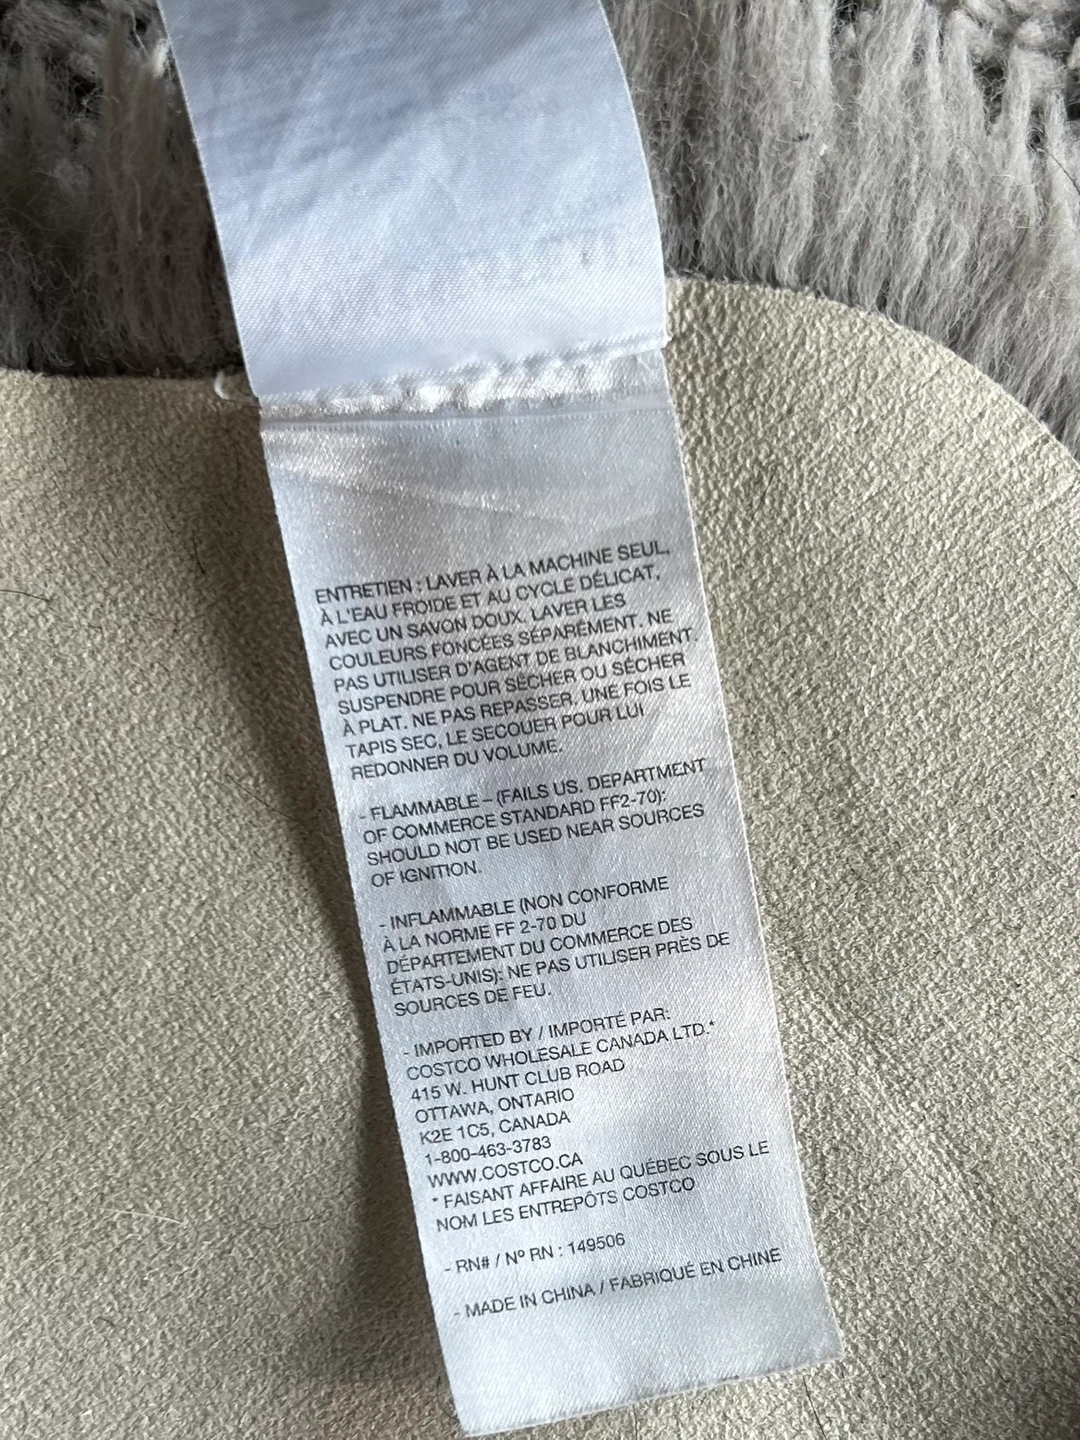 ENTRETIEN : LAVER À LA MACHINE SEUL,
À L'EAU FROIDE ET AU CYCLE DÉLICAT,
AVEC UN SAVON DOUX. LAVER LES
COULEURS FONCÉES SÉPARÉMENT. NE
PAS UTILISER D'AGENT DE BLANCHIMENT.
SUSPENDRE POUR SÉCHER OU SÉCHER
À PLAT. NE PAS REPASSER. UNE FOIS LE
TAPIS SEC, LE SECOUER POUR LUI
REDONNER DU VOLUME.
- FLAMMABLE – (FAILS US. DEPARTMENT
OF COMMERCE STANDARD FF2-70):
SHOULD NOT BE USED NEAR SOURCES
OF IGNITION.
- INFLAMMABLE (NON CONFORME
À LA NORME FF 2-70 DU
DÉPARTEMENT DU COMMERCE DES
ÉTATS-UNIS): NE PAS UTILISER PRÈS DE
SOURCES DE FEU.
- IMPORTED BY / IMPORTÉ PAR:
COSTCO WHOLESALE CANADA LTD.*
415 W. HUNT CLUB ROAD
OTTAWA, ONTARIO
K2E 1C5, CANADA
1-800-463-3783
WWW.COSTCO.CA
* FAISANT AFFAIRE AU QUÉBEC SOUS LE
NOM LES ENTREPÔTS COSTCO
- RN# / Nº RN : 149506
- MADE IN CHINA / FABRIQUÉ EN CHINE